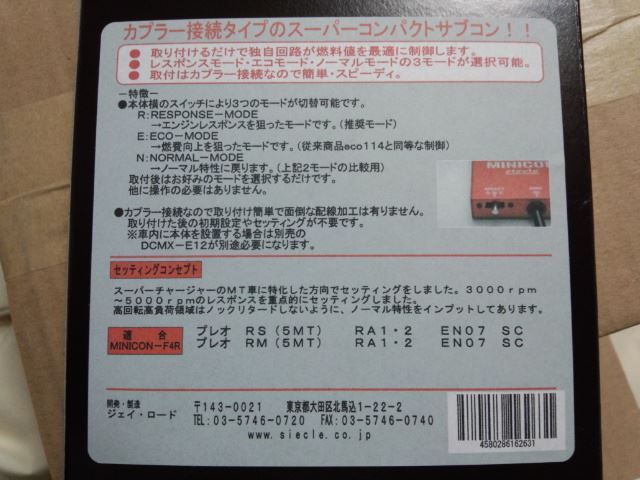 カプラー接続タイプのスーパーコンパクトサブコン！！
●取り付けるだけで独自回路が燃料値を最適に制御します。
●レスポンスモード・エコモード・ノーマルモードの３モードが選択可能。
●取付はカプラー接続なので簡単・スピーディ。
－特徴－
●本体横のスイッチにより3つのモードが切替可能です。
R:RESPONSE-MODE
→エンジンレスポンスを狙ったモードです。（推奨モード）
E:ECO-MODE
→燃費向上を狙ったモードです。（従来商品eco114と同等な制御）
N:NORMAL-MODE
→ノーマル特性に戻ります。（上記2モードの比較用）
取付後はお好みのモードを選択するだけです。
他に操作の必要はありません。
MINICO
siecle
●カプラー接続なので取り付け簡単で面倒な配線加工は有りません。
取り付けた後の初期設定やセッティングが不要です。
※車内に本体を設置する場合は別売の
DCMX-E12が別途必要になります。
セッティングコンセプト
スーパーチャージャーのＭＴ車に特化した方向でセッティングをしました。３０００ｒｐｍ
～５０００ｒｐｍのレスポンスを重点的にセッティングしました。
高回転高負荷領域はノックリタードしないように、ノーマル特性をインプットしてあります。
適合
MINICON-F4R
プレオ ＲＳ（５ＭＴ） ＲＡ１・２ ＥＮ０７ ＳＣ
プレオ ＲＭ（５ＭＴ） ＲＡ１・２ ＥＮ０７ ＳＣ
開発・製造
ジェイ・ロード
〒143-0021 東京都大田区北馬込1-22-2
TEL:03-5746-0720 FAX:03-5746-0740
www.siecle.co.jp
4580286162631